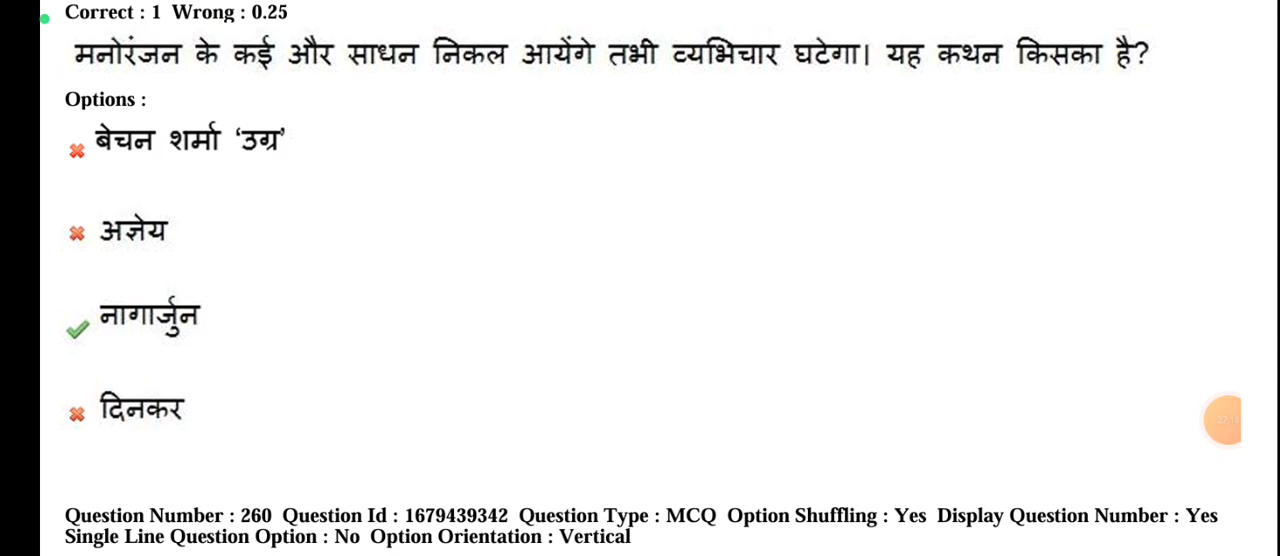 Correct : 1 Wrong : 0.25
मनोरंजन के कई और साधन निकल आयेंगे तभी व्यभिचार घटेगा। यह कथन किसका है?
Options :
बेचन शर्मा ‘उग्र’
अज्ञेय
नागार्जुन
दिनकर
Question Number : 260 Question Id : 1679439342 Question Type : MCQ Option Shuffling : Yes Display Question Number : Yes
Single Line Question Option : No Option Orientation : Vertical